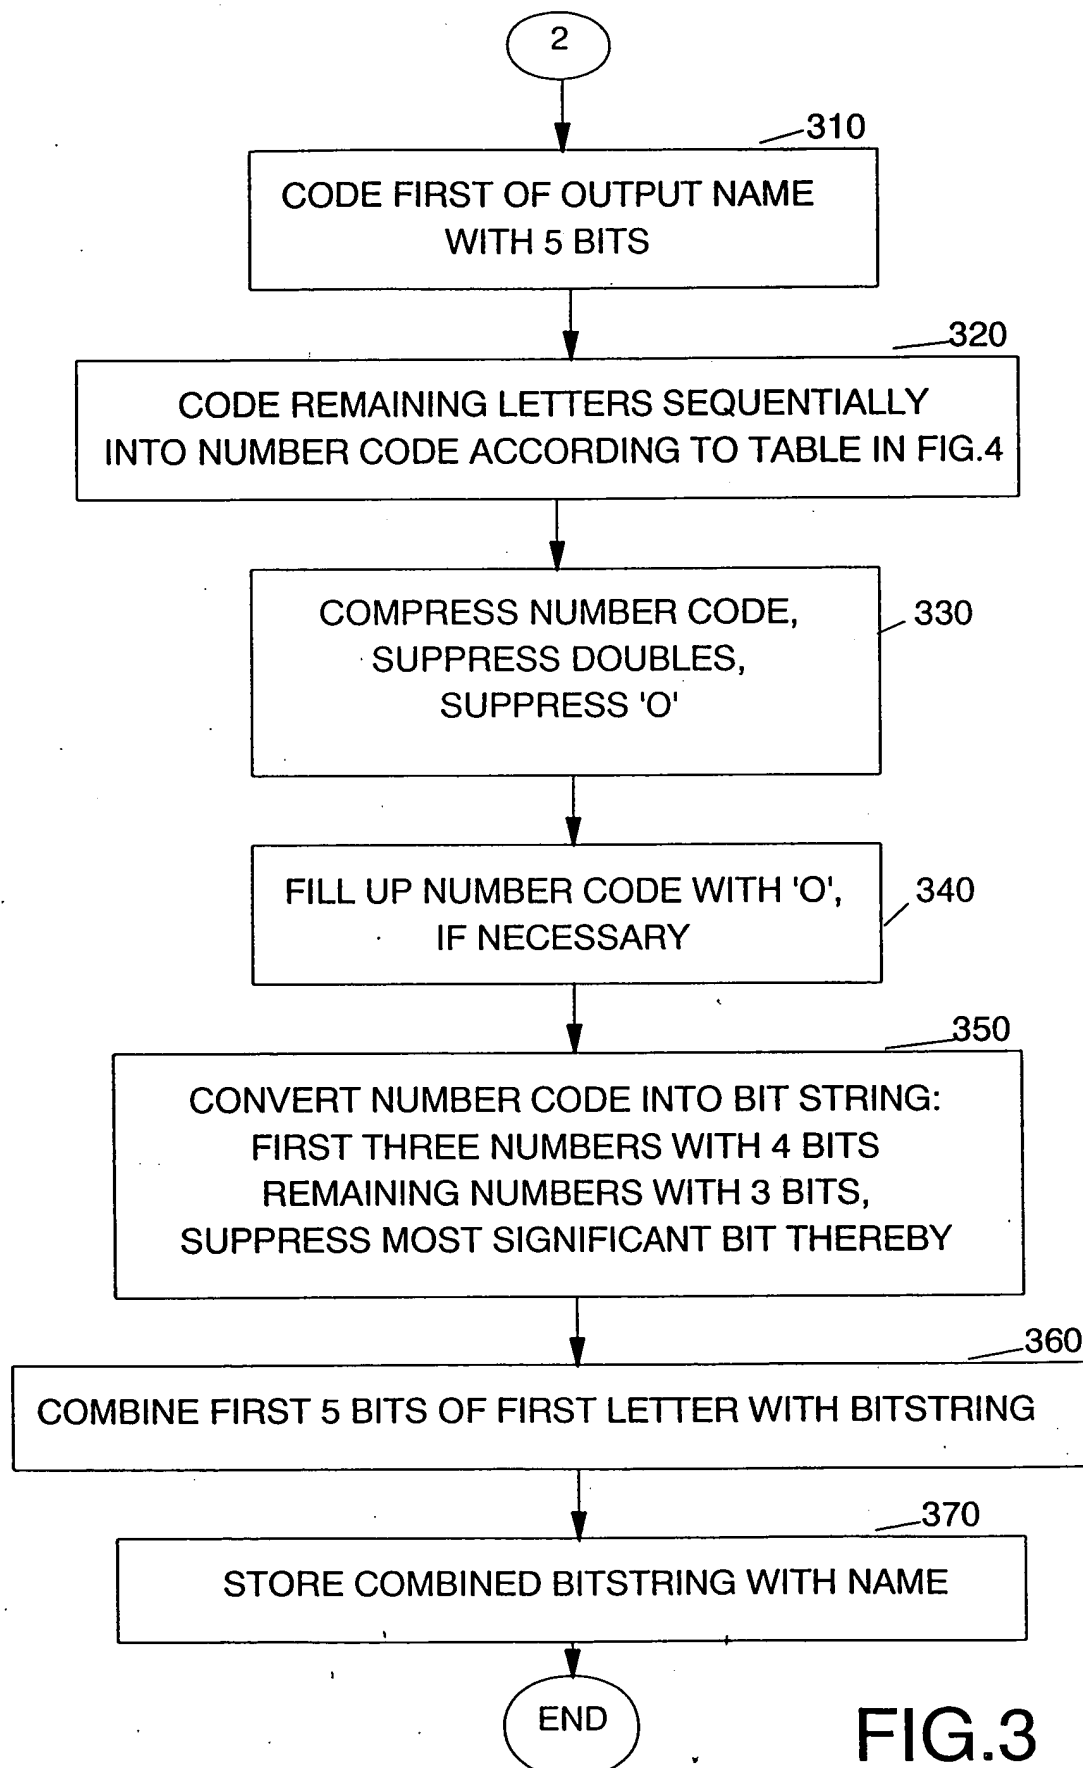 2
310
CODE FIRST OF OUTPUT NAME
WITH 5 BITS
320
CODE REMAINING LETTERS SEQUENTIALLY
INTO NUMBER CODE ACCORDING TO TABLE IN FIG.4
COMPRESS NUMBER CODE,
SUPPRESS DOUBLES,
SUPPRESS 'O'
330
FILL UP NUMBER CODE WITH 'O',
IF NECESSARY
340
350
CONVERT NUMBER CODE INTO BIT STRING:
FIRST THREE NUMBERS WITH 4 BITS
REMAINING NUMBERS WITH 3 BITS,
SUPPRESS MOST SIGNIFICANT BIT THEREBY
360
COMBINE FIRST 5 BITS OF FIRST LETTER WITH BITSTRING
370
STORE COMBINED BITSTRING WITH NAME
END
FIG.3